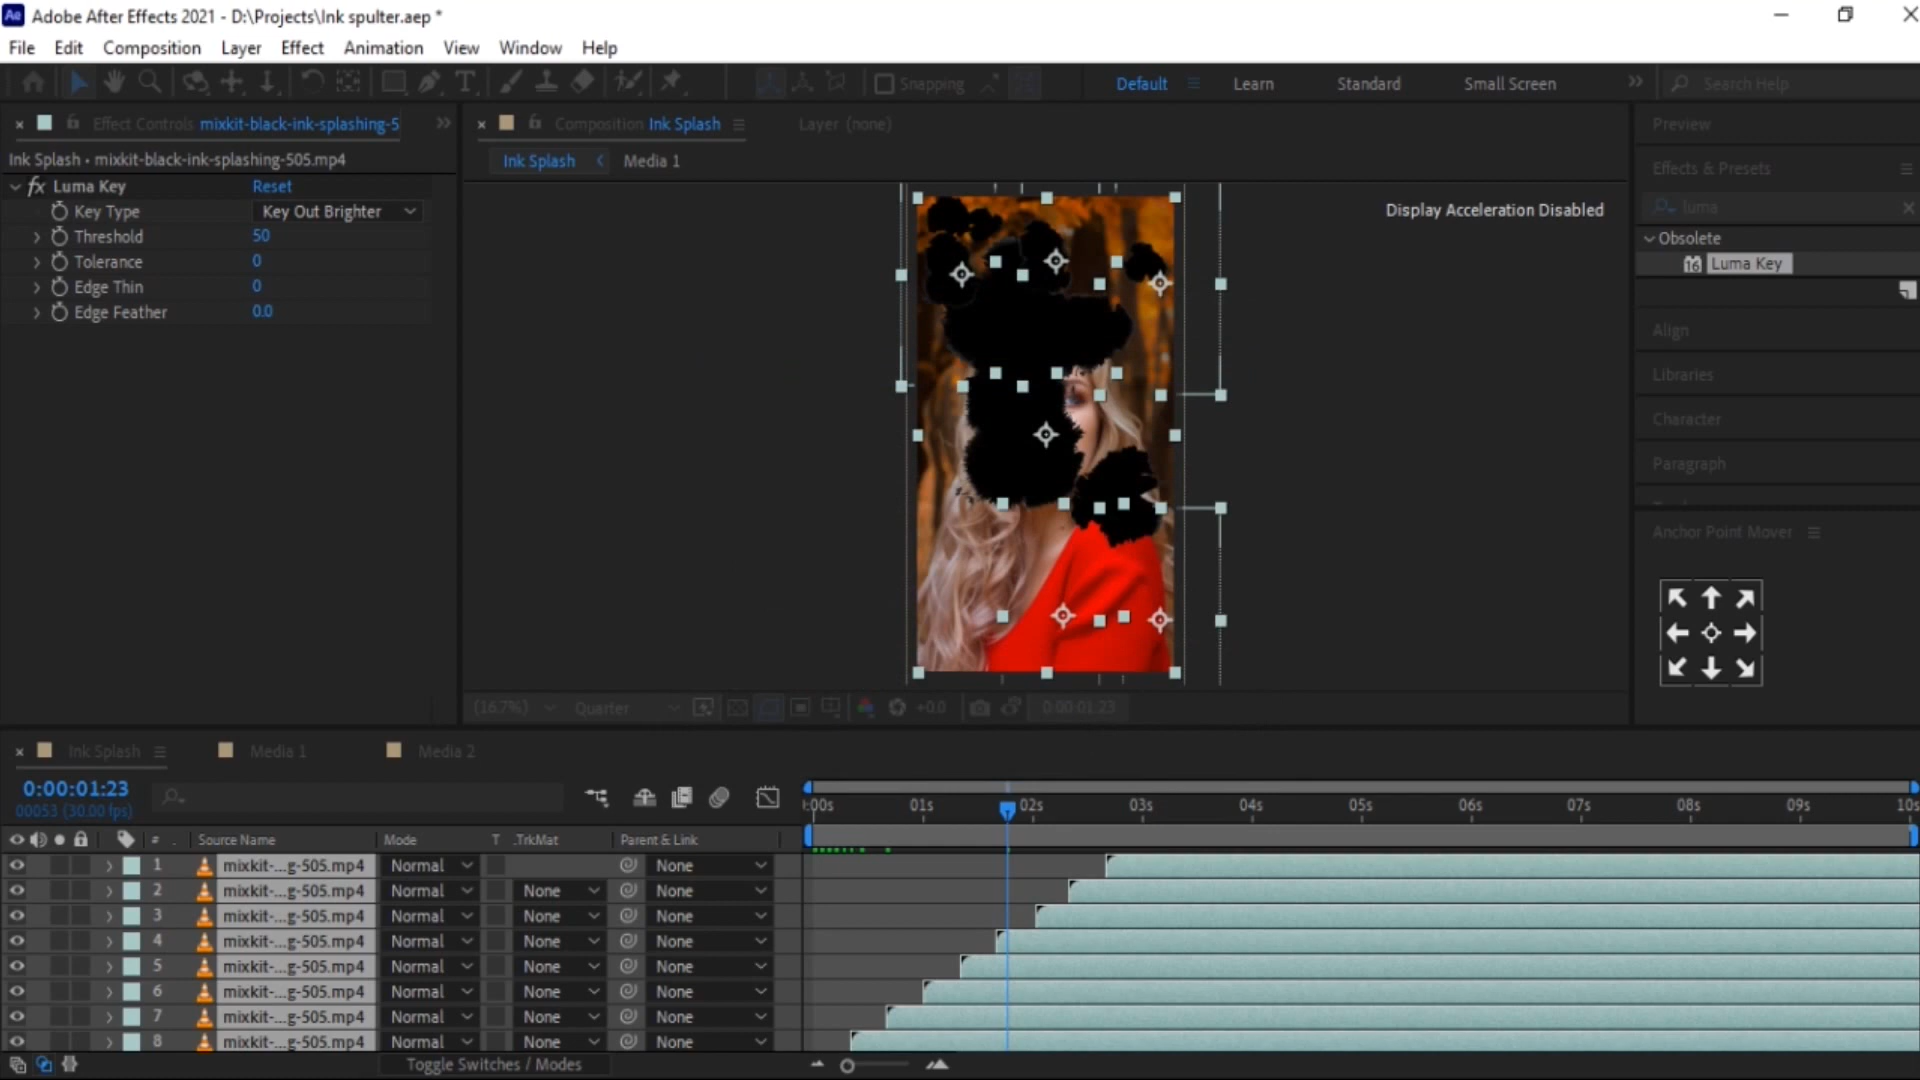 Ae Adobe After Effects 2021 - D:\Projects\Ink spulter.aep *
File Edit Composition Layer Effect Animation View Window Help
Snapping Default Learn Standard Small Screen Search Help
Effect Controls mixkit-black-ink-splashing-5
Composition Ink Splash Layer (none)
Preview
Ink Splash • mixkit-black-ink-splashing-505.mp4
Ink Splash Media 1
Effects & Presets
fx Luma Key Reset
Key Type Key Out Brighter
Display Acceleration Disabled
luma
Threshold 50
Obsolete
Tolerance 0
16 Luma Key
Edge Thin 0
Edge Feather 0.0
Align
Libraries
Character
Paragraph
Anchor Point Mover
(16.7%) Quarter +0.0 0:00:01:23
Ink Splash Media 1 Media 2
0:00:01:23
00053 (30.00 fps)
:00s 01s 02s 03s 04s 05s 06s 07s 08s 09s 10s
# Source Name Mode T .TrkMat Parent & Link
1 mixkit-...g-505.mp4 Normal None
2 mixkit-...g-505.mp4 Normal None None
3 mixkit-...g-505.mp4 Normal None None
4 mixkit-...g-505.mp4 Normal None None
5 mixkit-...g-505.mp4 Normal None None
6 mixkit-...g-505.mp4 Normal None None
7 mixkit-...g-505.mp4 Normal None None
8 mixkit-...g-505.mp4 Normal None None
Toggle Switches / Modes